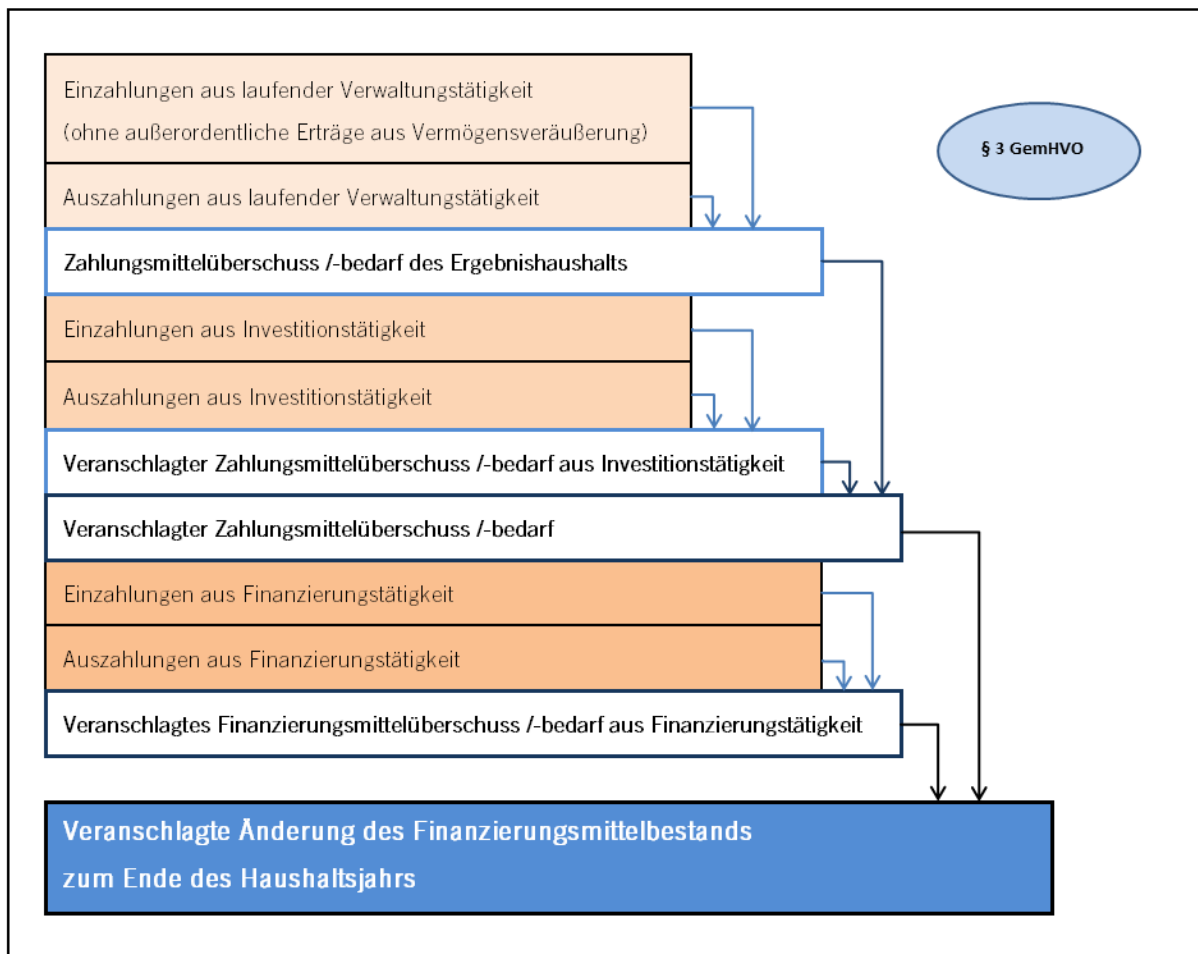 Einzahlungen aus laufender Verwaltungstätigkeit
(ohne außerordentliche Erträge aus Vermögensveräußerung)
§ 3 GemHVO
Auszahlungen aus laufender Verwaltungstätigkeit
Zahlungsmittelüberschuss /-bedarf des Ergebnishaushalts
Einzahlungen aus Investitionstätigkeit
Auszahlungen aus Investitionstätigkeit
Veranschlagter Zahlungsmittelüberschuss /-bedarf aus Investitionstätigkeit
Veranschlagter Zahlungsmittelüberschuss /-bedarf
Einzahlungen aus Finanzierungstätigkeit
Auszahlungen aus Finanzierungstätigkeit
Veranschlagtes Finanzierungsmittelüberschuss /-bedarf aus Finanzierungstätigkeit
Veranschlagte Änderung des Finanzierungsmittelbestands
zum Ende des Haushaltsjahrs